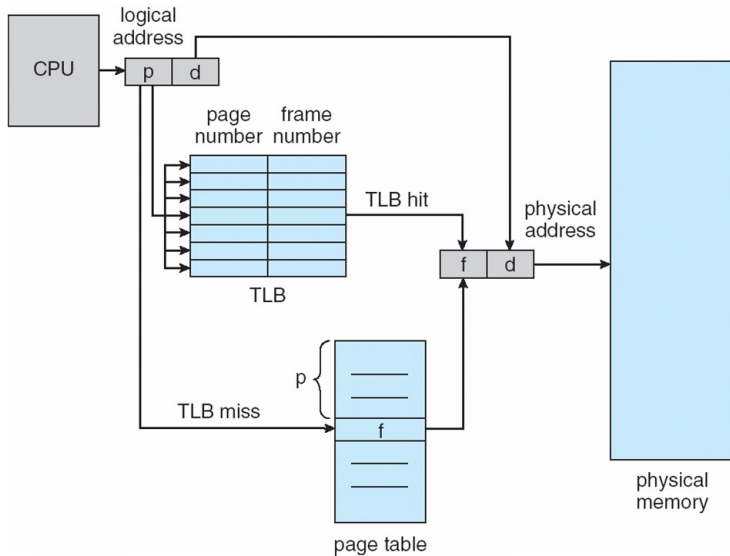 logical
address
CPU
p d
page
number
frame
number
TLB hit
physical
address
f d
TLB
p
TLB miss
f
physical
memory
page table